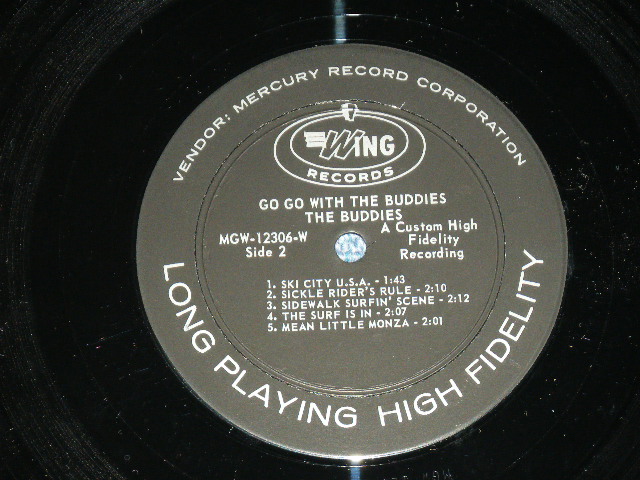 VENDOR: MERCURY RECORD CORPORATION
WING
RECORDS
GO GO WITH THE BUDDIES
THE BUDDIES
MGW-12306-W
Side 2
A Custom High
Fidelity
Recording
1. SKI CITY U.S.A. - 1:43
2. SICKLE RIDER'S RULE - 2:10
3. SIDEWALK SURFIN' SCENE - 2:12
4. THE SURF IS IN - 2:07
5. MEAN LITTLE MONZA - 2:01
LONG PLAYING HIGH FIDELITY